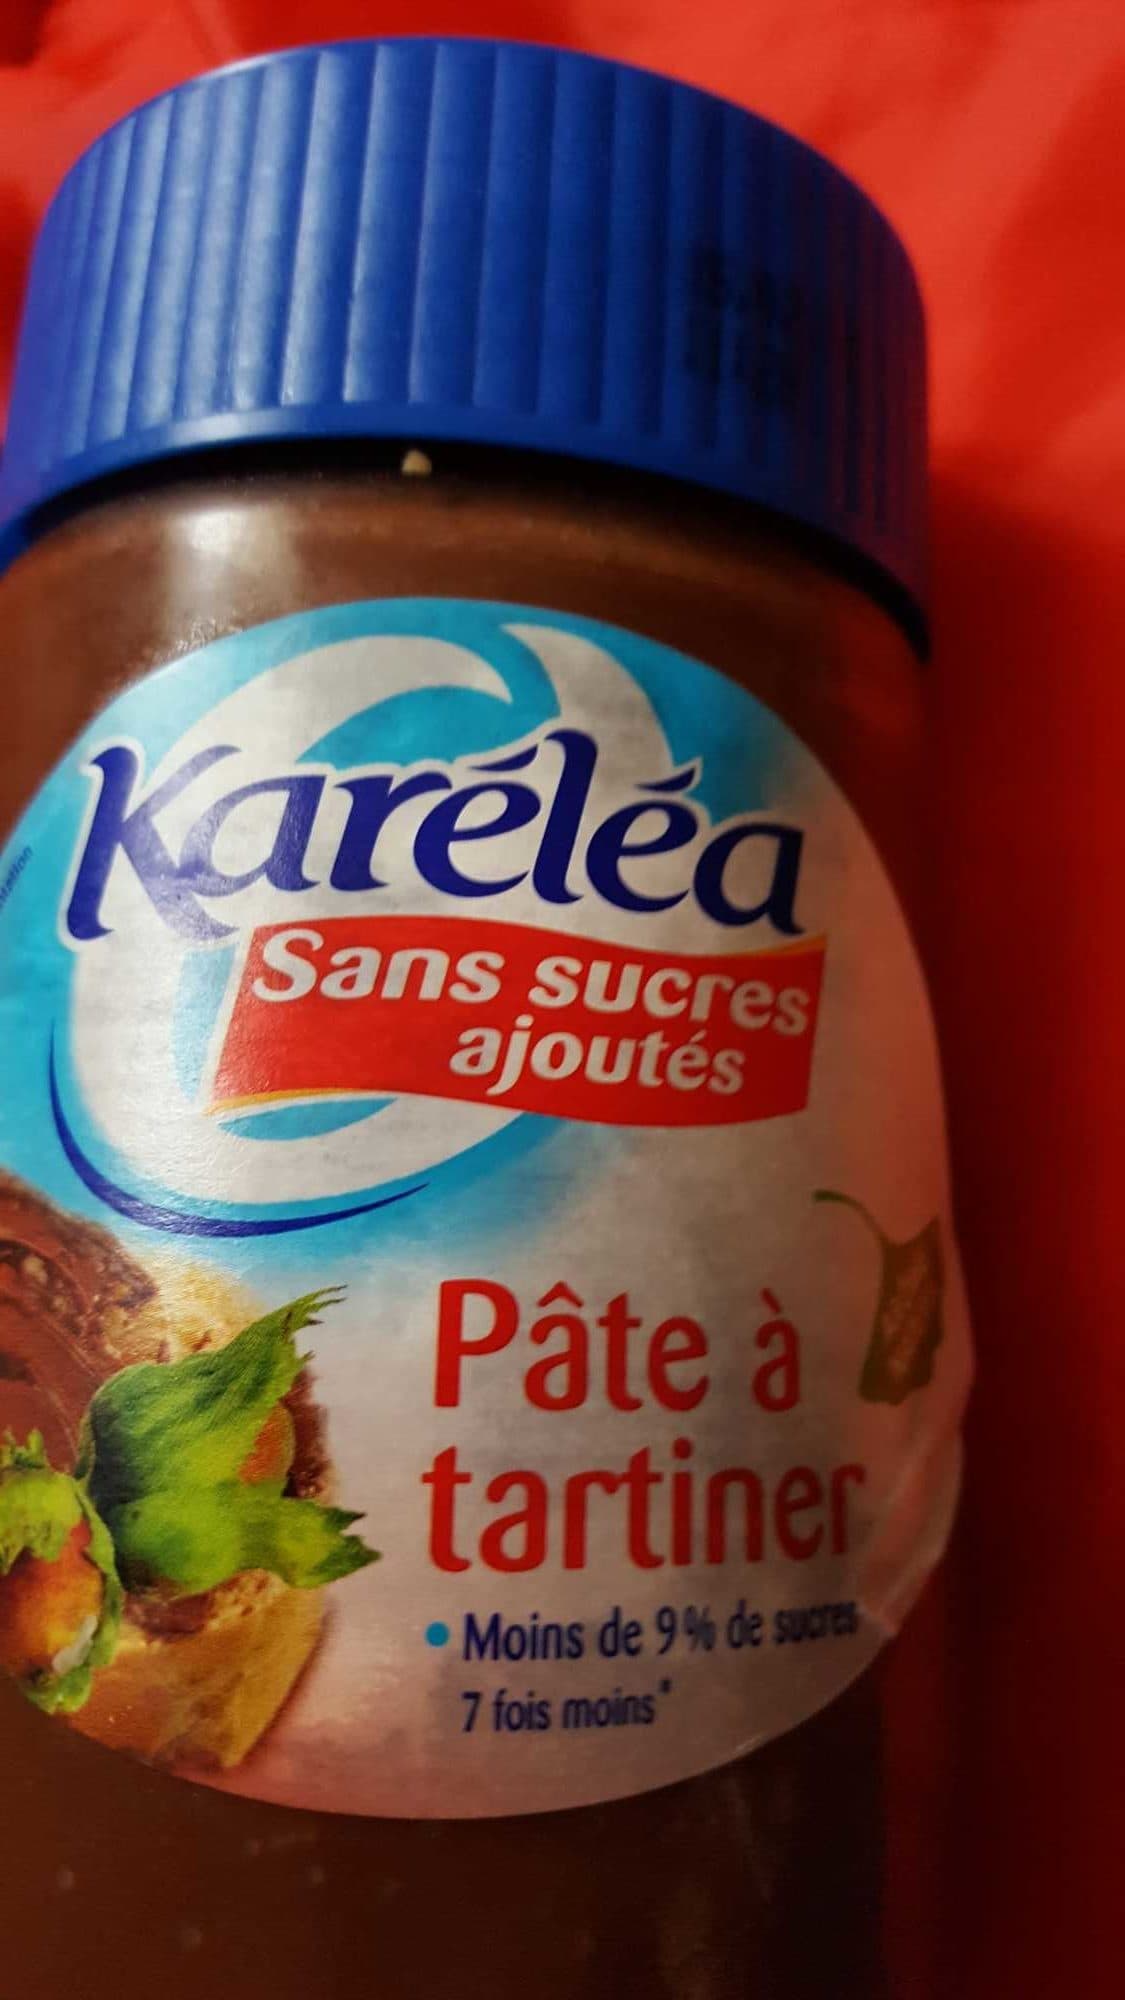 Karéléa
Sans sucres
ajoutés
Pâte à
tartiner
• Moins de 9% de sucres
7 fois moins*